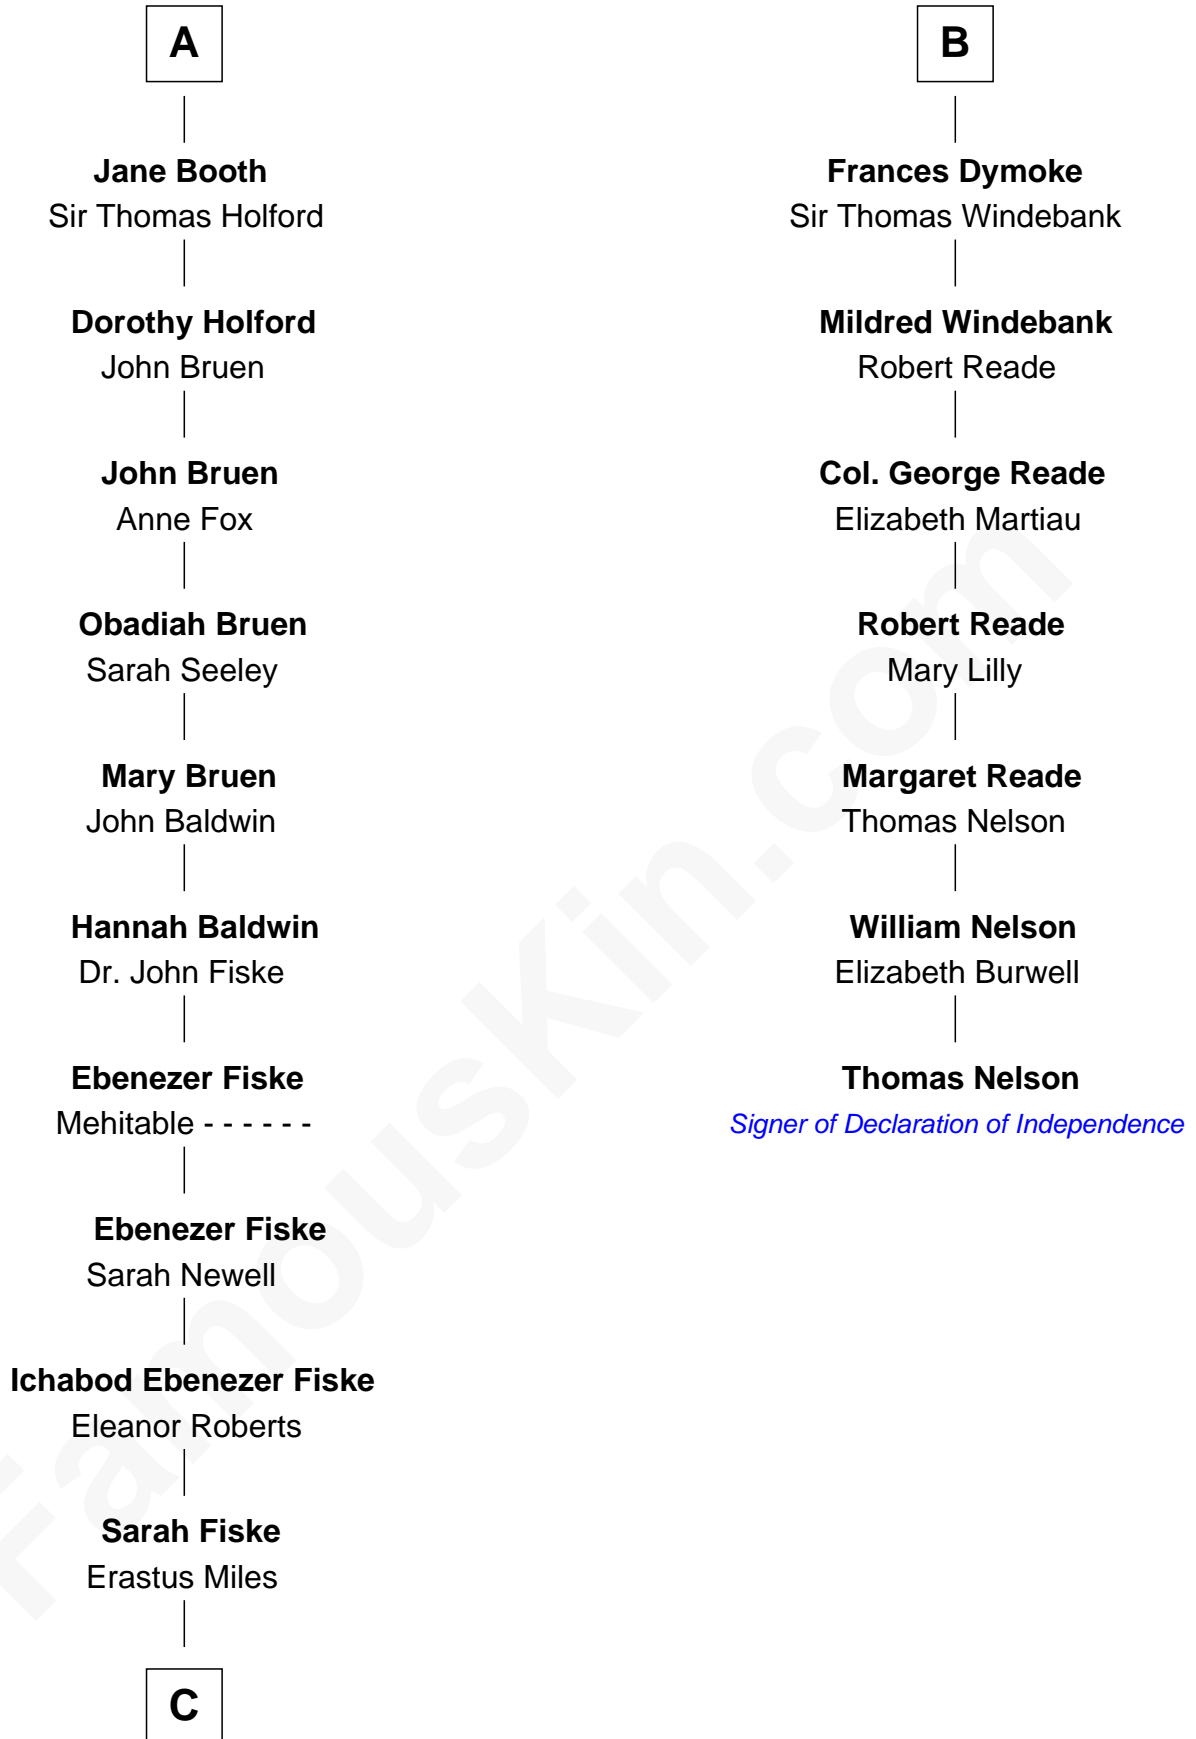 A
Jane Booth
Sir Thomas Holford
Dorothy Holford
John Bruen
John Bruen
Anne Fox
Obadiah Bruen
Sarah Seeley
Mary Bruen
John Baldwin
Hannah Baldwin
Dr. John Fiske
Ebenezer Fiske
Mehitable - - - - - -
Ebenezer Fiske
Sarah Newell
Ichabod Ebenezer Fiske
Eleanor Roberts
Sarah Fiske
Erastus Miles
C
B
Frances Dymoke
Sir Thomas Windebank
Mildred Windebank
Robert Reade
Col. George Reade
Elizabeth Martiau
Robert Reade
Mary Lilly
Margaret Reade
Thomas Nelson
William Nelson
Elizabeth Burwell
Thomas Nelson
Signer of Declaration of Independence
FamousKin.com